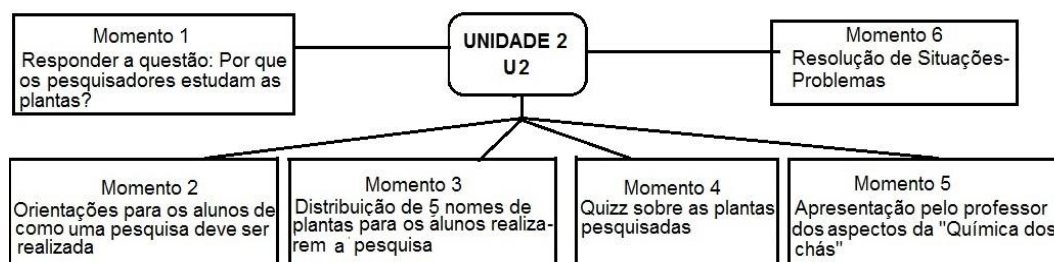 Momento 1
Responder a questão: Por que
os pesquisadores estudam as
plantas?
UNIDADE 2
U2
Momento 6
Resolução de Situações-
Problemas
Momento 2
Orientações para os alunos de
como uma pesquisa deve ser
realizada
Momento 3
Distribuição de 5 nomes de
plantas para os alunos realiza-
rem a pesquisa
Momento 4
Quizz sobre as plantas
pesquisadas
Momento 5
Apresentação pelo professor
dos aspectos da "Química dos
chás"